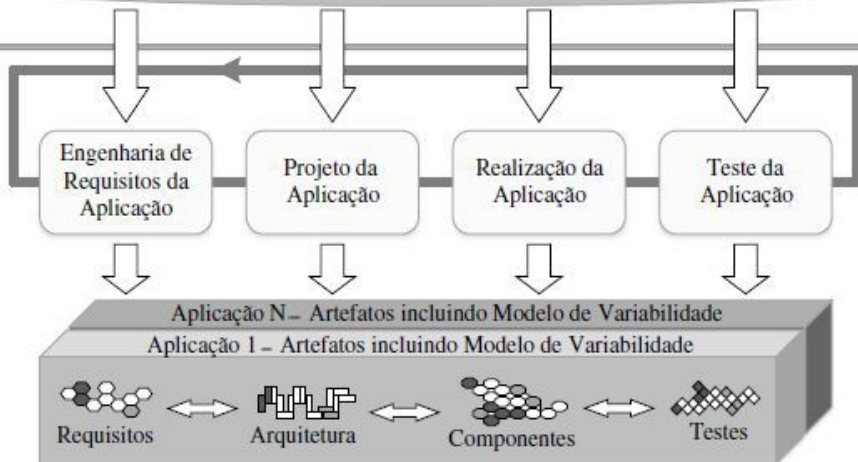 Engenharia de
Requisitos da
Aplicação
Projeto da
Aplicação
Realização da
Aplicação
Teste da
Aplicação
Aplicação N – Artefatos incluindo Modelo de Variabilidade
Aplicação 1 – Artefatos incluindo Modelo de Variabilidade
Requisitos
Arquitetura
Componentes
Testes